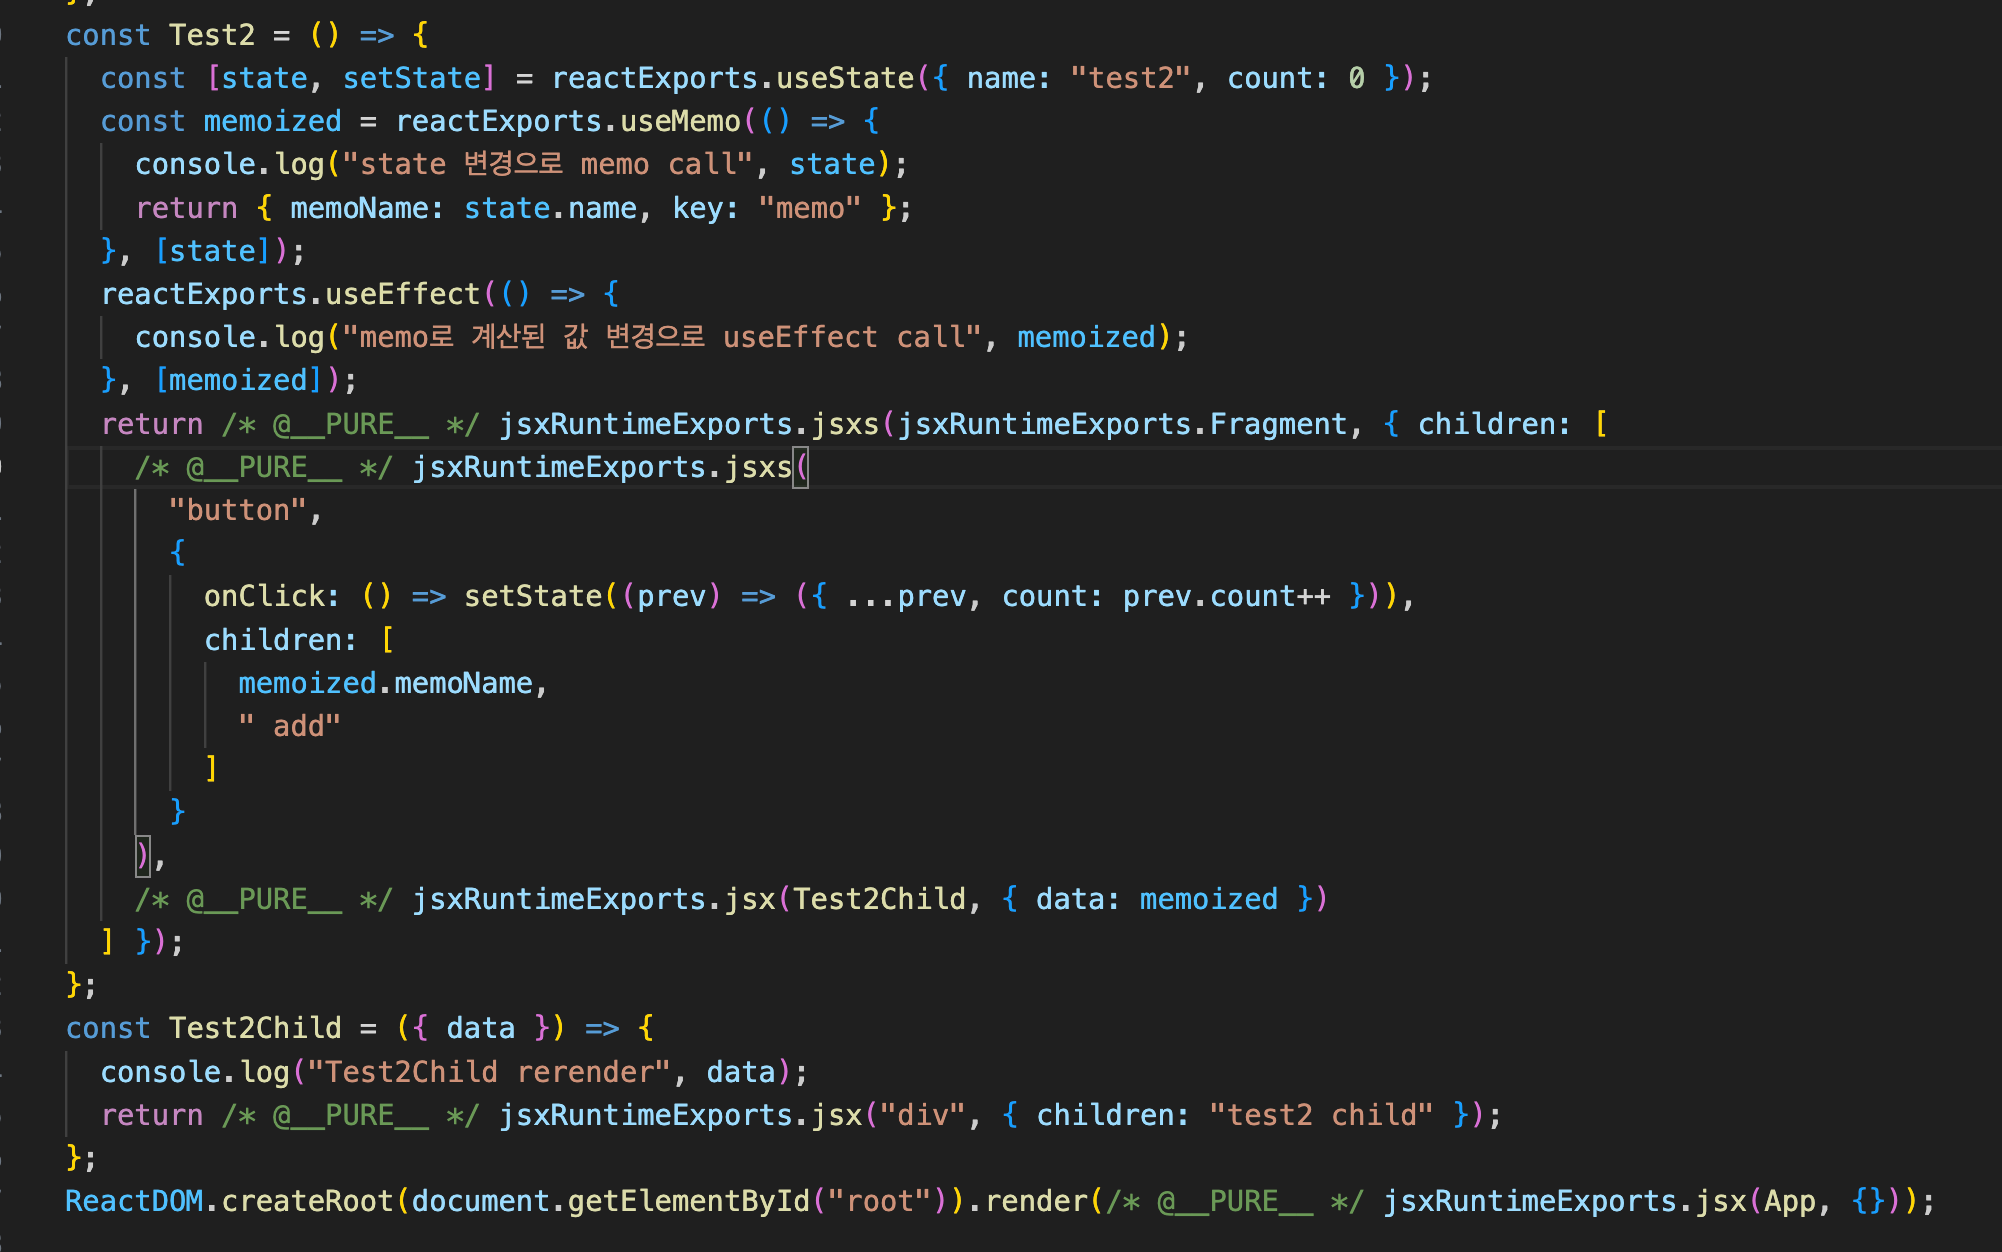 const Test2 = () => {
const [state, setState] = reactExports.useState({ name: "test2", count: 0 });
const memoized = reactExports.useMemo(() => {
console.log("state 변경으로 memo call", state);
return { memoName: state.name, key: "memo" };
}, [state]);
reactExports.useEffect(() => {
console.log("memo로 계산된 값 변경으로 useEffect call", memoized);
}, [memoized]);
return /* @__PURE__ */ jsxRuntimeExports.jsxs(jsxRuntimeExports.Fragment, { children: [
/* @__PURE__ */ jsxRuntimeExports.jsxs(
"button",
{
onClick: () => setState((prev) => ({ ...prev, count: prev.count++ })),
children: [
memoized.memoName,
" add"
]
}
),
/* @__PURE__ */ jsxRuntimeExports.jsx(Test2Child, { data: memoized })
] });
};
const Test2Child = ({ data }) => {
console.log("Test2Child rerender", data);
return /* @__PURE__ */ jsxRuntimeExports.jsx("div", { children: "test2 child" });
};
ReactDOM.createRoot(document.getElementById("root")).render(/* @__PURE__ */ jsxRuntimeExports.jsx(App, {}));